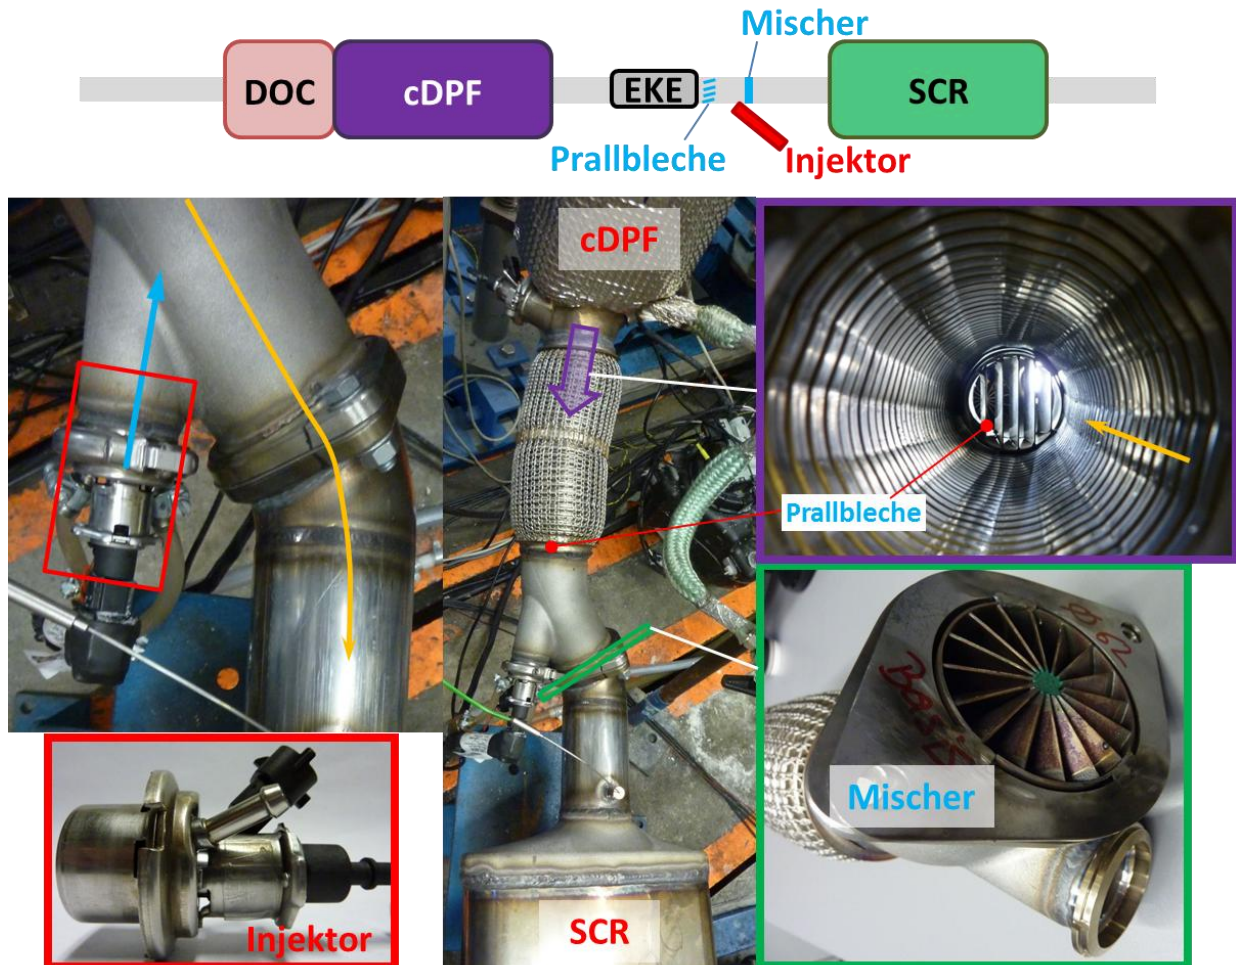 Mischer
DOC
cDPF
EKE
SCR
Prallbleche
Injektor
cDPF
Prallbleche
Mischer
Injektor
SCR